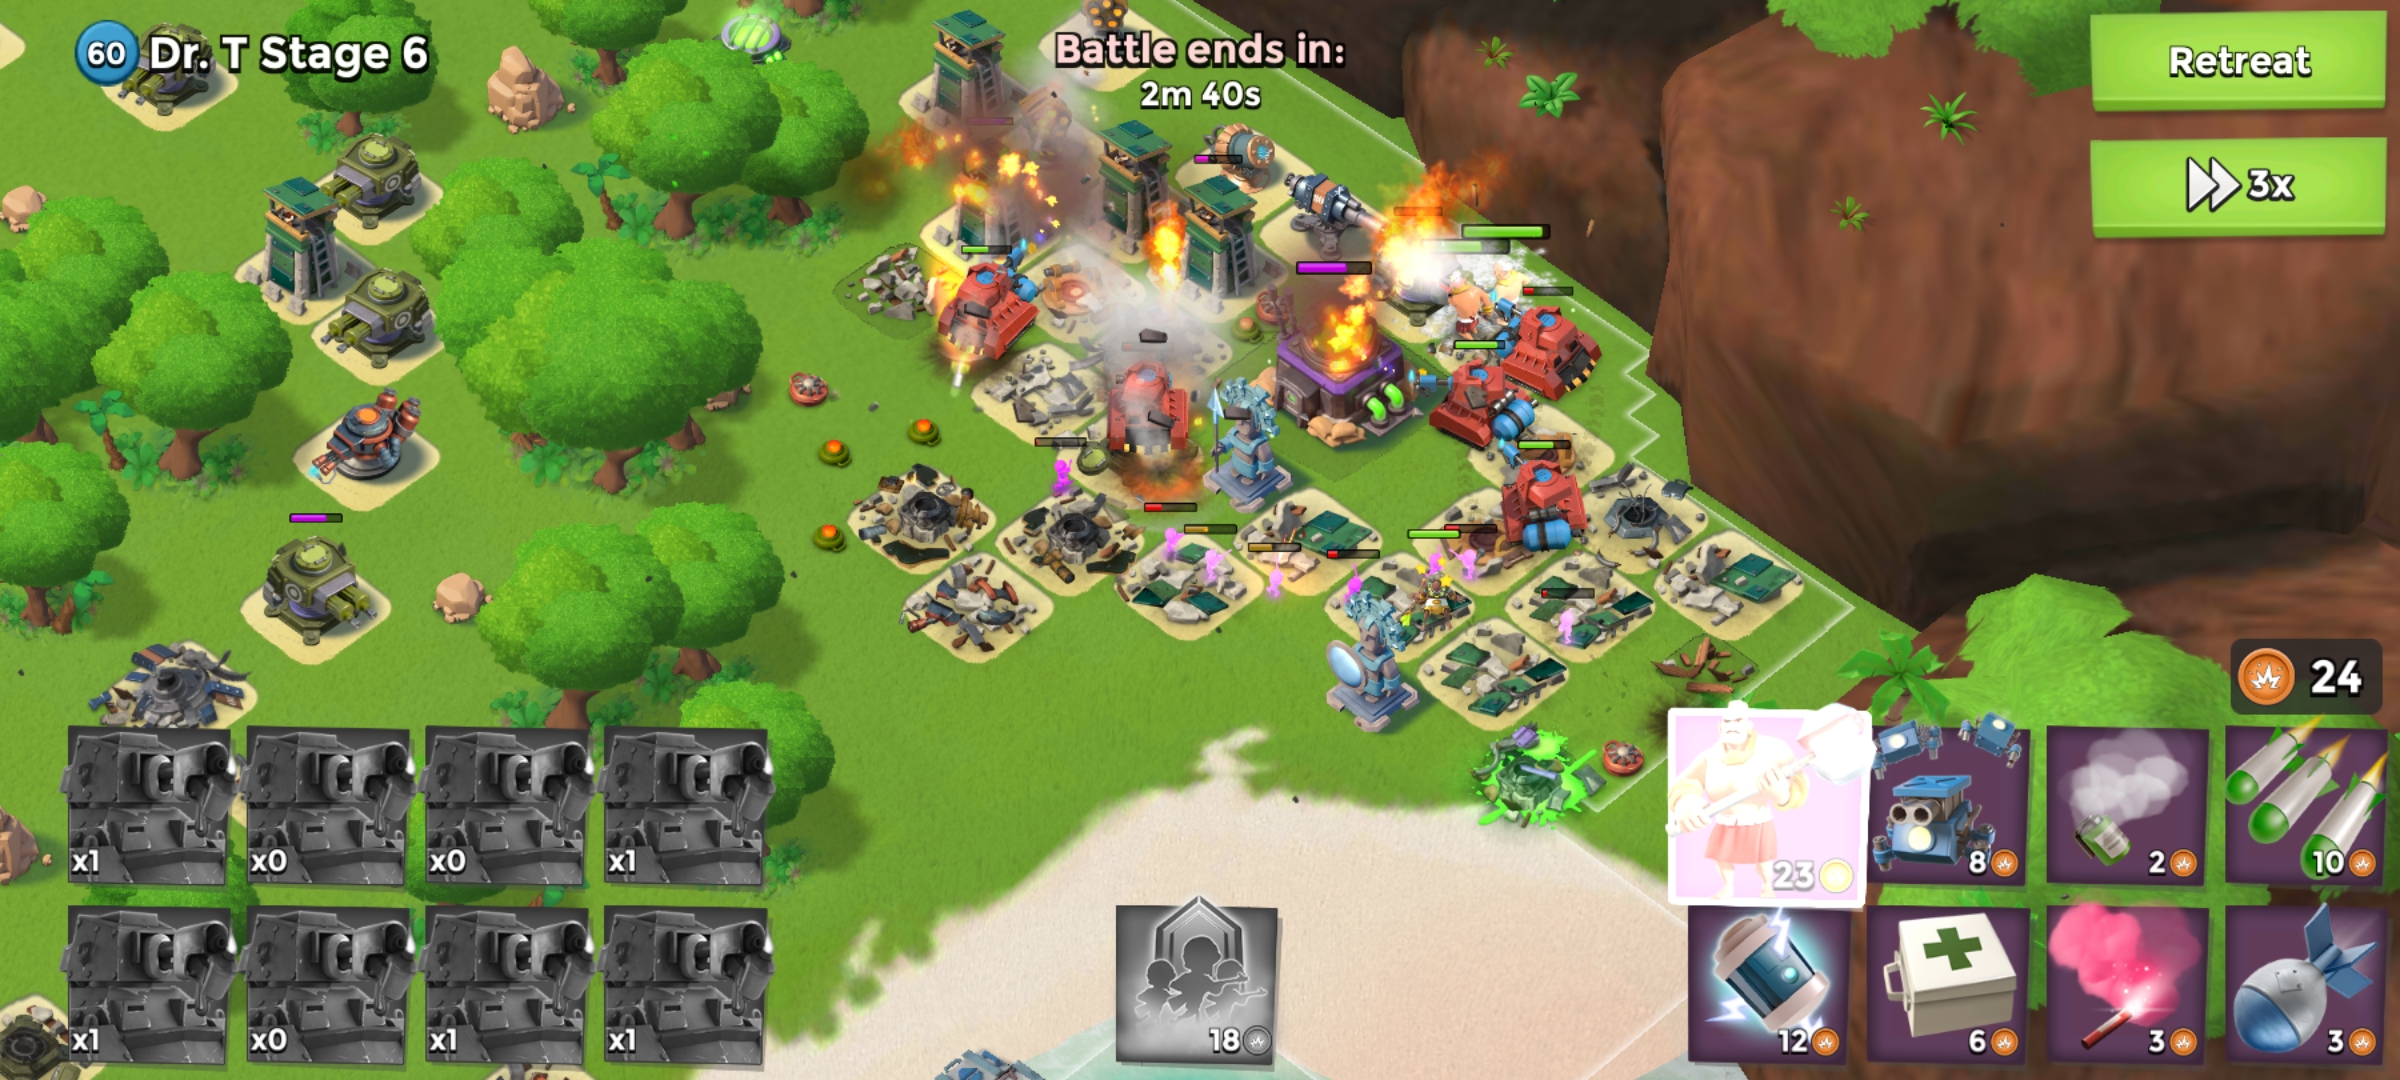 60 Dr. T Stage 6
Battle ends in:
2m 40s
Retreat
3x
24
23
8
2
10
x1
x0
x0
x1
12
6
3
3
x1
x0
x1
x1
18